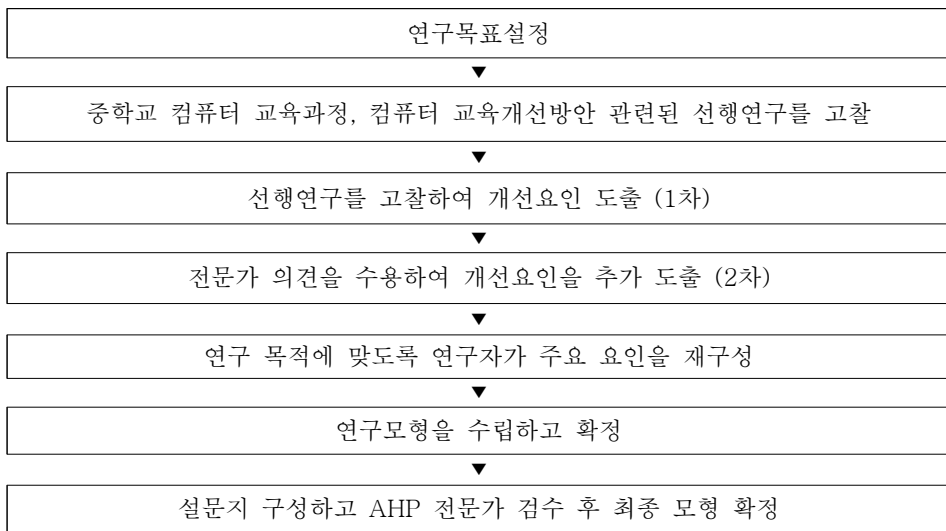 연구목표설정
▼
중학교 컴퓨터 교육과정, 컴퓨터 교육개선방안 관련된 선행연구를 고찰
▼
선행연구를 고찰하여 개선요인 도출 (1차)
▼
전문가 의견을 수용하여 개선요인을 추가 도출 (2차)
▼
연구 목적에 맞도록 연구자가 주요 요인을 재구성
▼
연구모형을 수립하고 확정
▼
설문지 구성하고 AHP 전문가 검수 후 최종 모형 확정